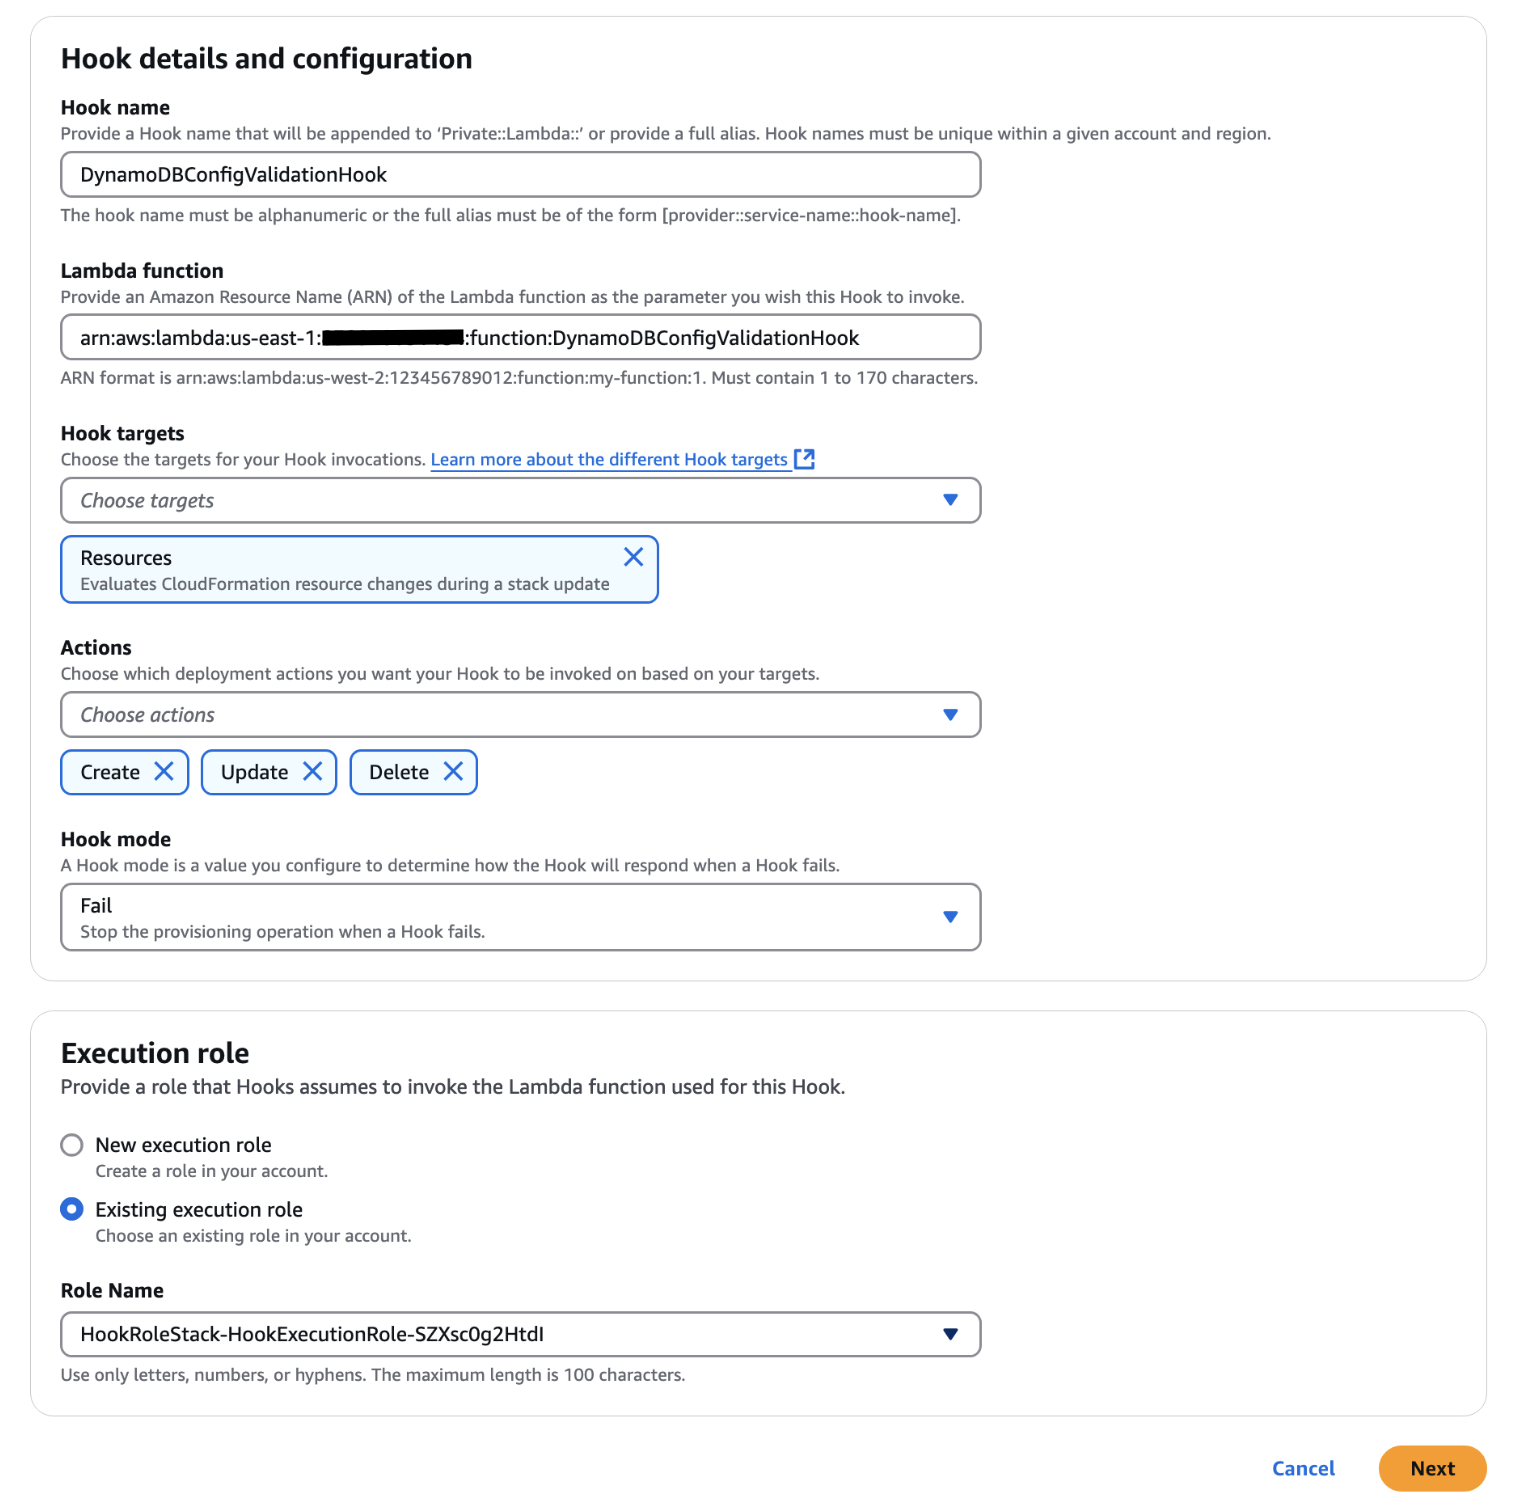 Hook details and configuration
Hook name
Provide a Hook name that will be appended to ‘Private::Lambda::’ or provide a full alias. Hook names must be unique within a given account and region.
DynamoDBConfigValidationHook
The hook name must be alphanumeric or the full alias must be of the form [provider::service-name::hook-name].
Lambda function
Provide an Amazon Resource Name (ARN) of the Lambda function as the parameter you wish this Hook to invoke.
arn:aws:lambda:us-east-1: :function:DynamoDBConfigValidationHook
ARN format is arn:aws:lambda:us-west-2:123456789012:function:my-function:1. Must contain 1 to 170 characters.
Hook targets
Choose the targets for your Hook invocations. Learn more about the different Hook targets
Choose targets
Resources
Evaluates CloudFormation resource changes during a stack update
Actions
Choose which deployment actions you want your Hook to be invoked on based on your targets.
Choose actions
Create Update Delete
Hook mode
A Hook mode is a value you configure to determine how the Hook will respond when a Hook fails.
Fail
Stop the provisioning operation when a Hook fails.
Execution role
Provide a role that Hooks assumes to invoke the Lambda function used for this Hook.
New execution role
Create a role in your account.
Existing execution role
Choose an existing role in your account.
Role Name
HookRoleStack-HookExecutionRole-SZXsc0g2HtdI
Use only letters, numbers, or hyphens. The maximum length is 100 characters.
Cancel Next